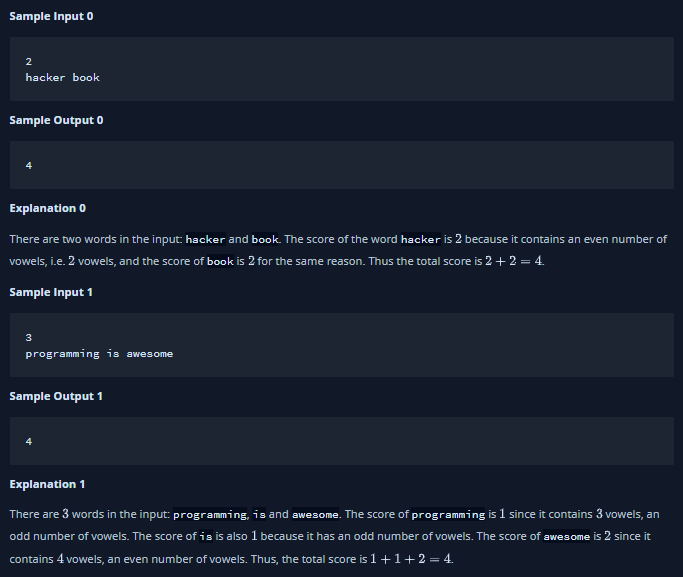 Sample Input 0
2
hacker book
Sample Output 0
4
Explanation 0
There are two words in the input: hacker and book. The score of the word hacker is 2 because it contains an even number of
vowels, i.e. 2 vowels, and the score of book is 2 for the same reason. Thus the total score is 2 + 2 = 4.
Sample Input 1
3
programming is awesome
Sample Output 1
4
Explanation 1
There are 3 words in the input: programming, is and awesome. The score of programming is 1 since it contains 3 vowels, an
odd number of vowels. The score of is is also 1 because it has an odd number of vowels. The score of awesome is 2 since it
contains 4 vowels, an even number of vowels. Thus, the total score is 1 + 1 + 2 = 4.